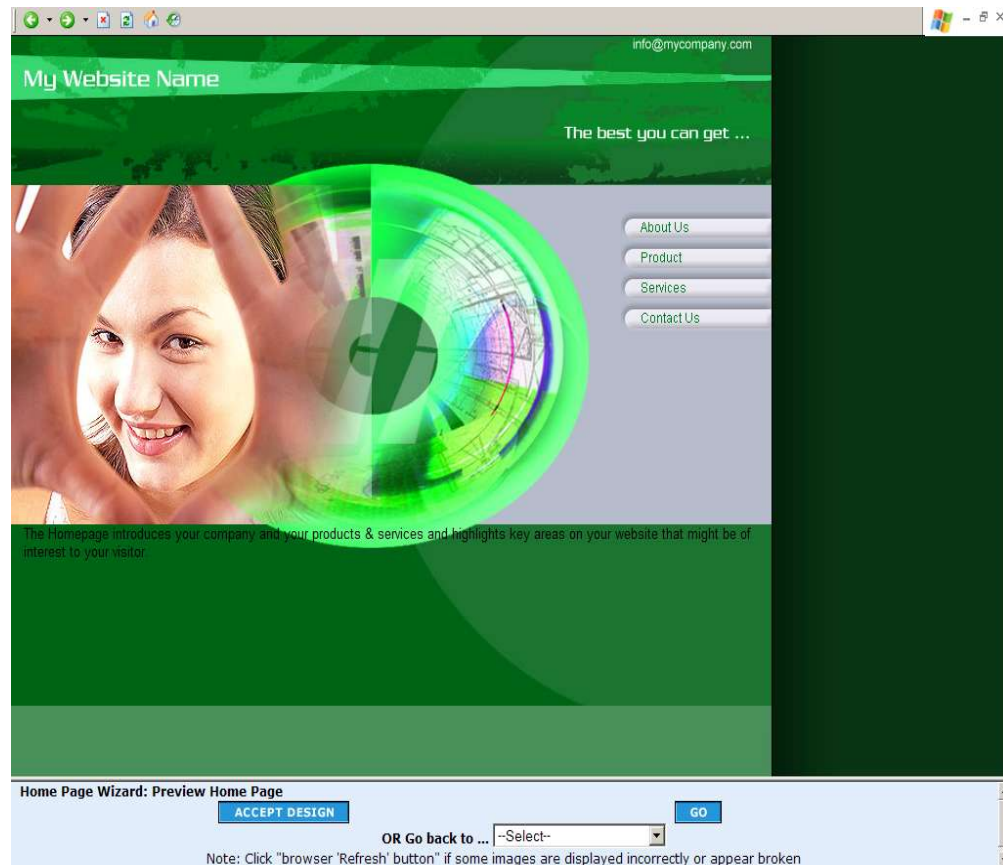 info@mycompany.com
My Website Name
The best you can get ...
About Us
Product
Services
Contact Us
The Homepage introduces your company and your products & services and highlights key areas on your website that might be of
interest to your visitor.
Home Page Wizard: Preview Home Page
ACCEPT DESIGN
GO
OR Go back to ... --Select--
Note: Click "browser 'Refresh' button" if some images are displayed incorrectly or appear broken